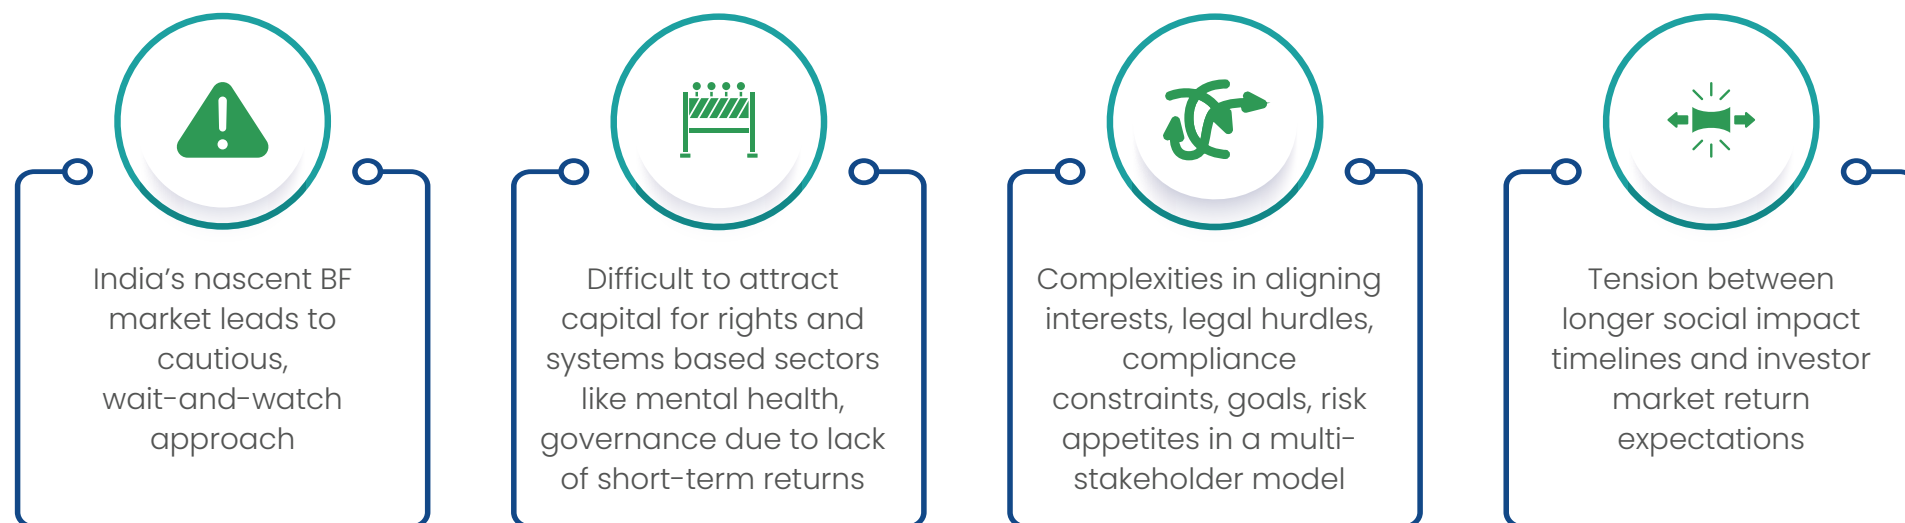 India's nascent BF
market leads to
cautious,
wait-and-watch
approach
Difficult to attract
capital for rights and
systems based sectors
like mental health,
governance due to lack
of short-term returns
Complexities in aligning
interests, legal hurdles,
compliance
constraints, goals, risk
appetites in a multi-
stakeholder model
Tension between
longer social impact
timelines and investor
market return
expectations